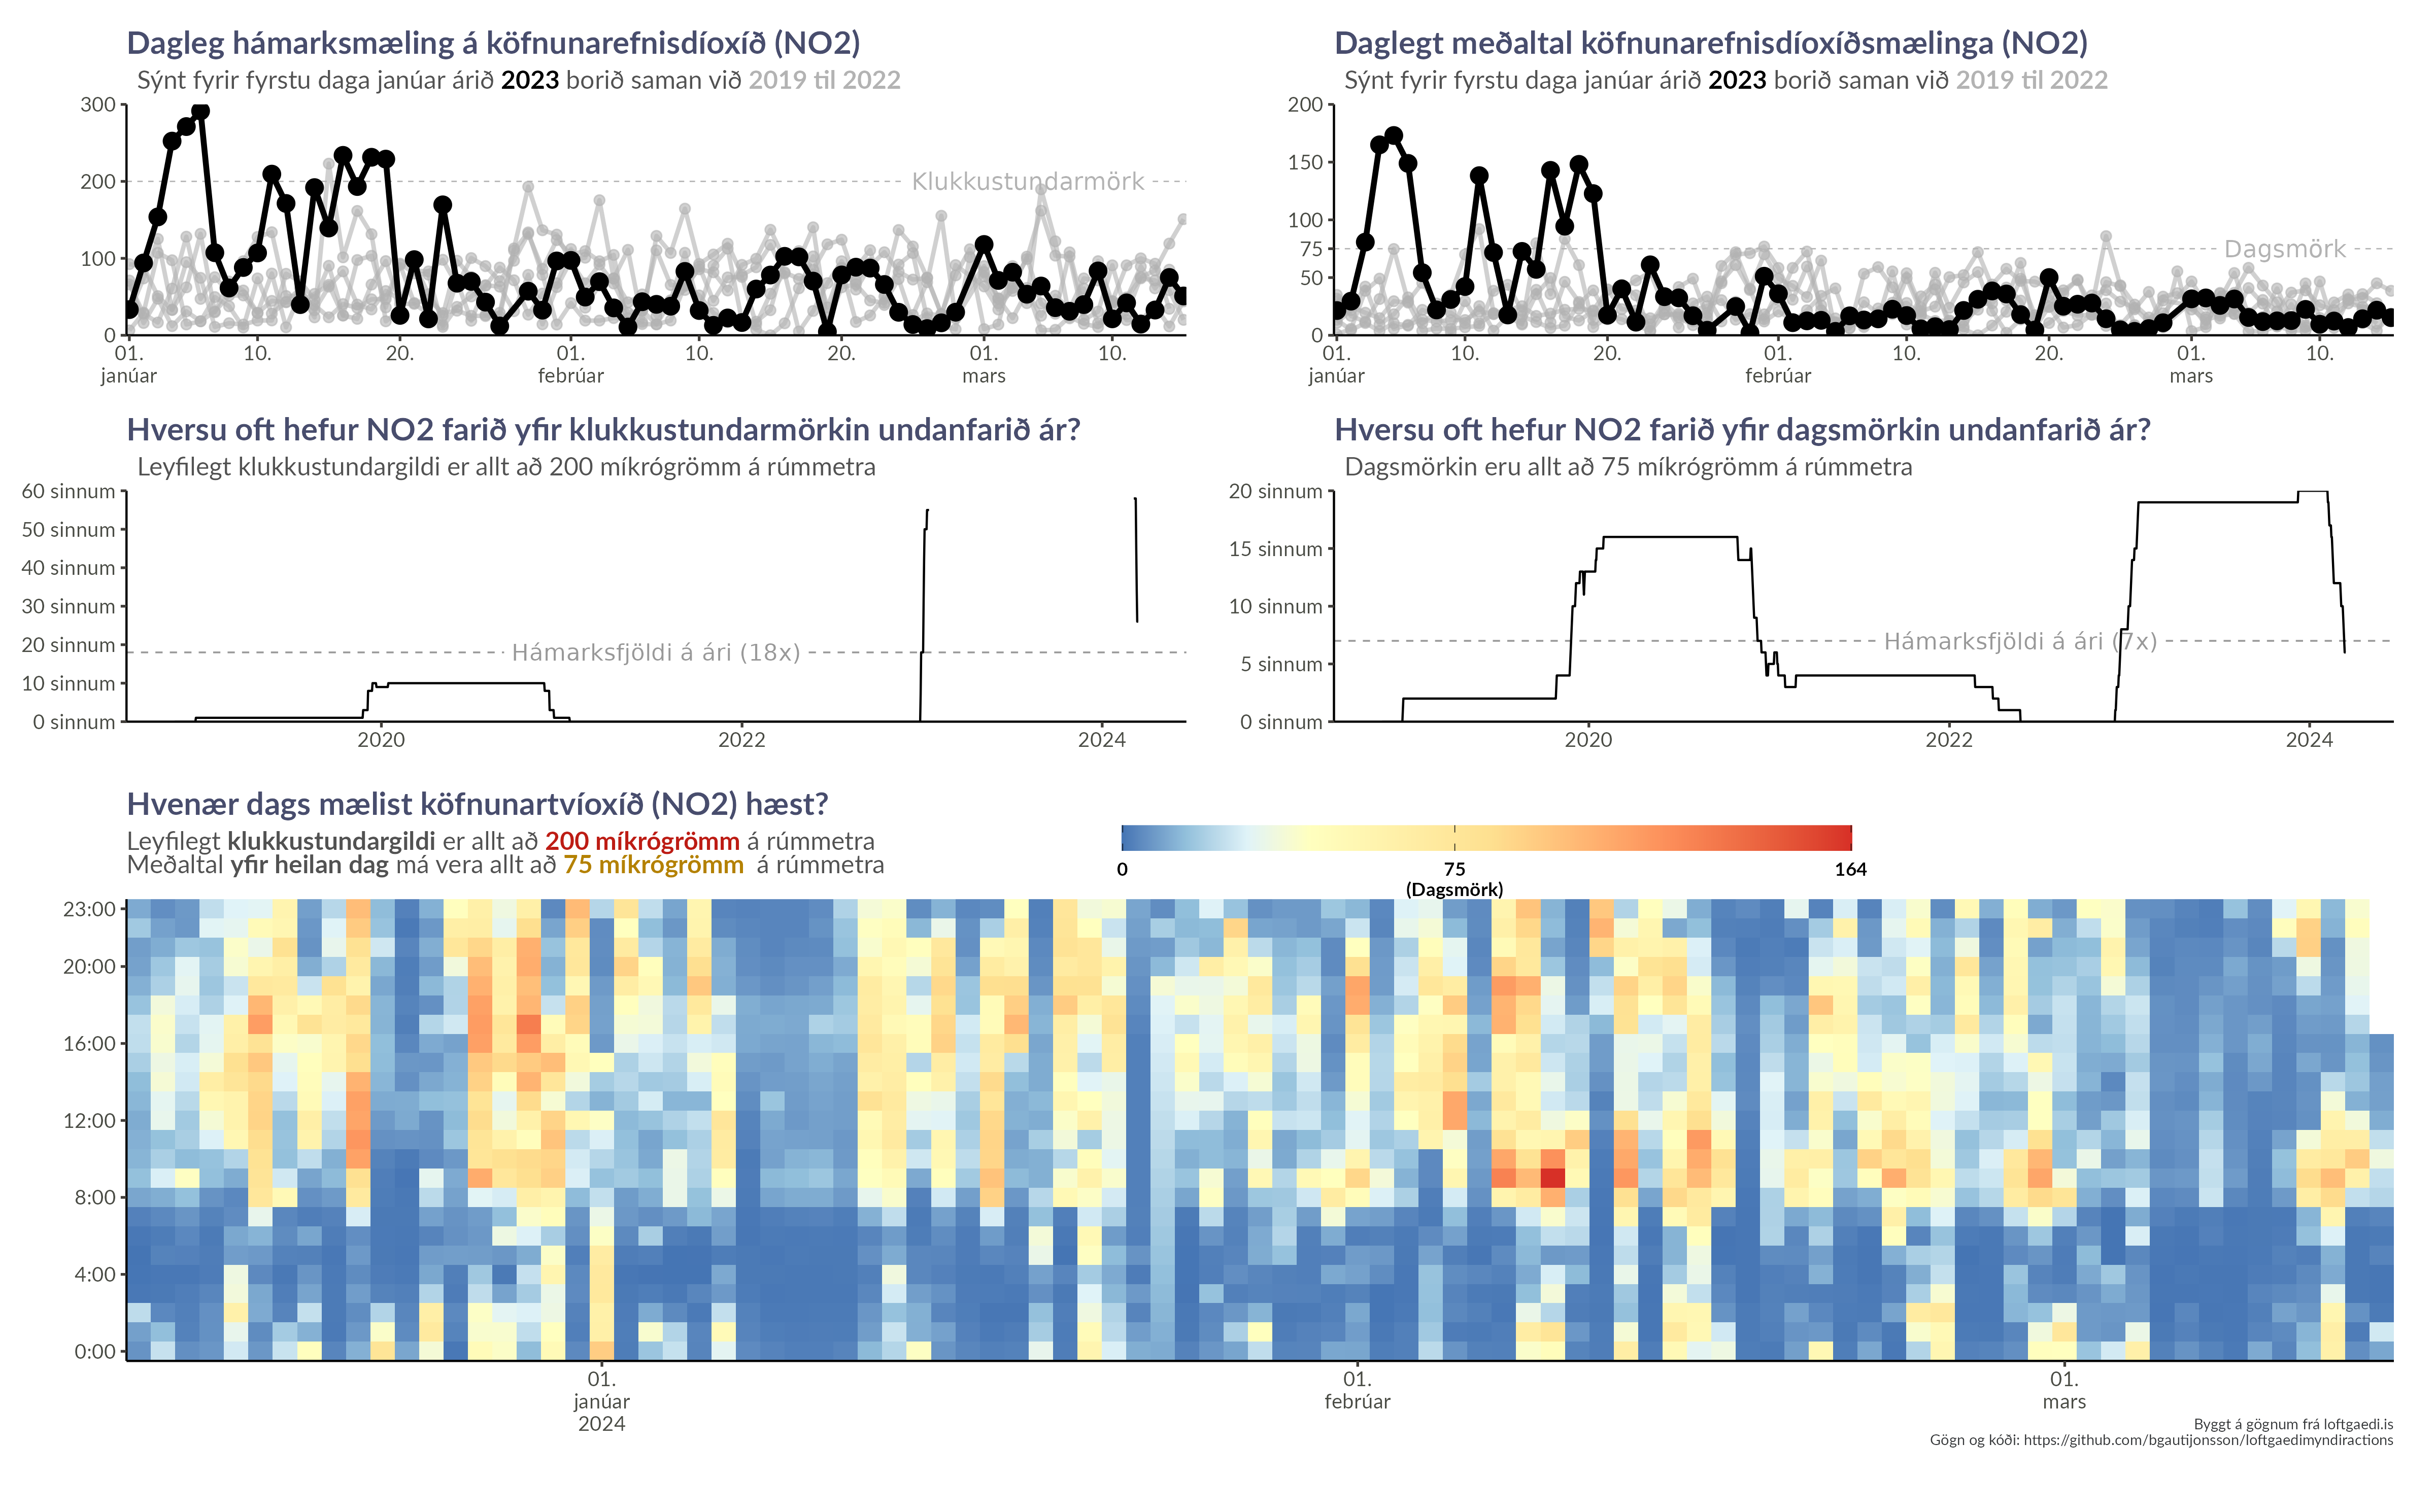 Dagleg hámarksmæling á köfnunarefnisdíoxíð (NO2)
Sýnt fyrir fyrstu daga janúar árið 2023 borið saman við 2019 til 2022
300
200
100
0
Klukkustundarmörk
01. 10. 20. 01. 10. 20. 01. 10.
janúar febrúar mars
Daglegt meðaltal köfnunarefnisdíoxíðsmælinga (NO2)
Sýnt fyrir fyrstu daga janúar árið 2023 borið saman við 2019 til 2022
200
150
100
75
50
0
Dagsmörk
01. 10. 20. 01. 10. 20. 01. 10.
janúar febrúar mars
Hversu oft hefur NO2 farið yfir klukkustundarmörkin undanfarið ár?
Leyfilegt klukkustundargildi er allt að 200 míkrógrömm á rúmmetra
60 sinnum
50 sinnum
40 sinnum
30 sinnum
20 sinnum
10 sinnum
0 sinnum
Hámarksfjöldi á ári (18x)
2020 2022 2024
Hversu oft hefur NO2 farið yfir dagsmörkin undanfarið ár?
Dagsmörkin eru allt að 75 míkrógrömm á rúmmetra
20 sinnum
15 sinnum
10 sinnum
5 sinnum
0 sinnum
Hámarksfjöldi á ári (7x)
2020 2022 2024
Hvenær dags mælist köfnunartvíoxíð (NO2) hæst?
Leyfilegt klukkustundargildi er allt að 200 míkrógrömm á rúmmetra
Meðaltal yfir heilan dag má vera allt að 75 míkrógrömm á rúmmetra
0 75 164
(Dagsmörk)
23:00
20:00
16:00
12:00
8:00
4:00
0:00
01. 01. 01.
janúar febrúar mars
2024
Byggt á gögnum frá loftgaedi.is
Gögn og kóði: https://github.com/bgautijonsson/loftgaedimyndiractions